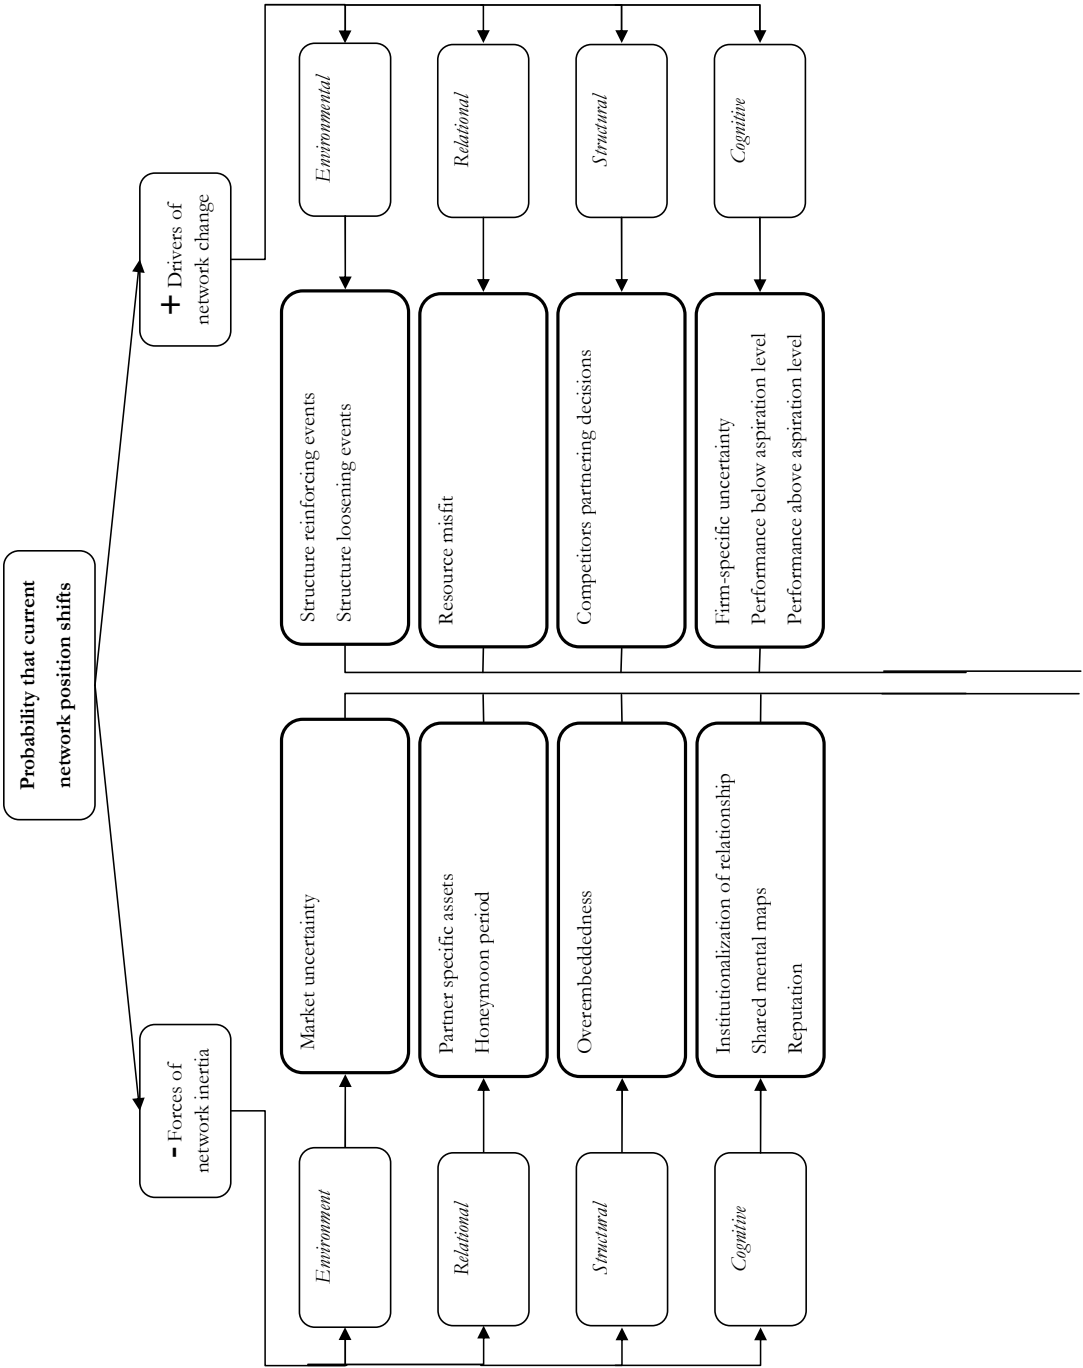 Probability that current
network position shifts
- Forces of
network inertia
+ Drivers of
network change
Environment
Market uncertainty
Structure reinforcing events
Structure loosening events
Environmental
Relational
Partner specific assets
Honeymoon period
Resource misfit
Relational
Structural
Overembeddedness
Competitors partnering decisions
Structural
Cognitive
Institutionalization of relationship
Shared mental maps
Reputation
Firm-specific uncertainty
Performance below aspiration level
Performance above aspiration level
Cognitive